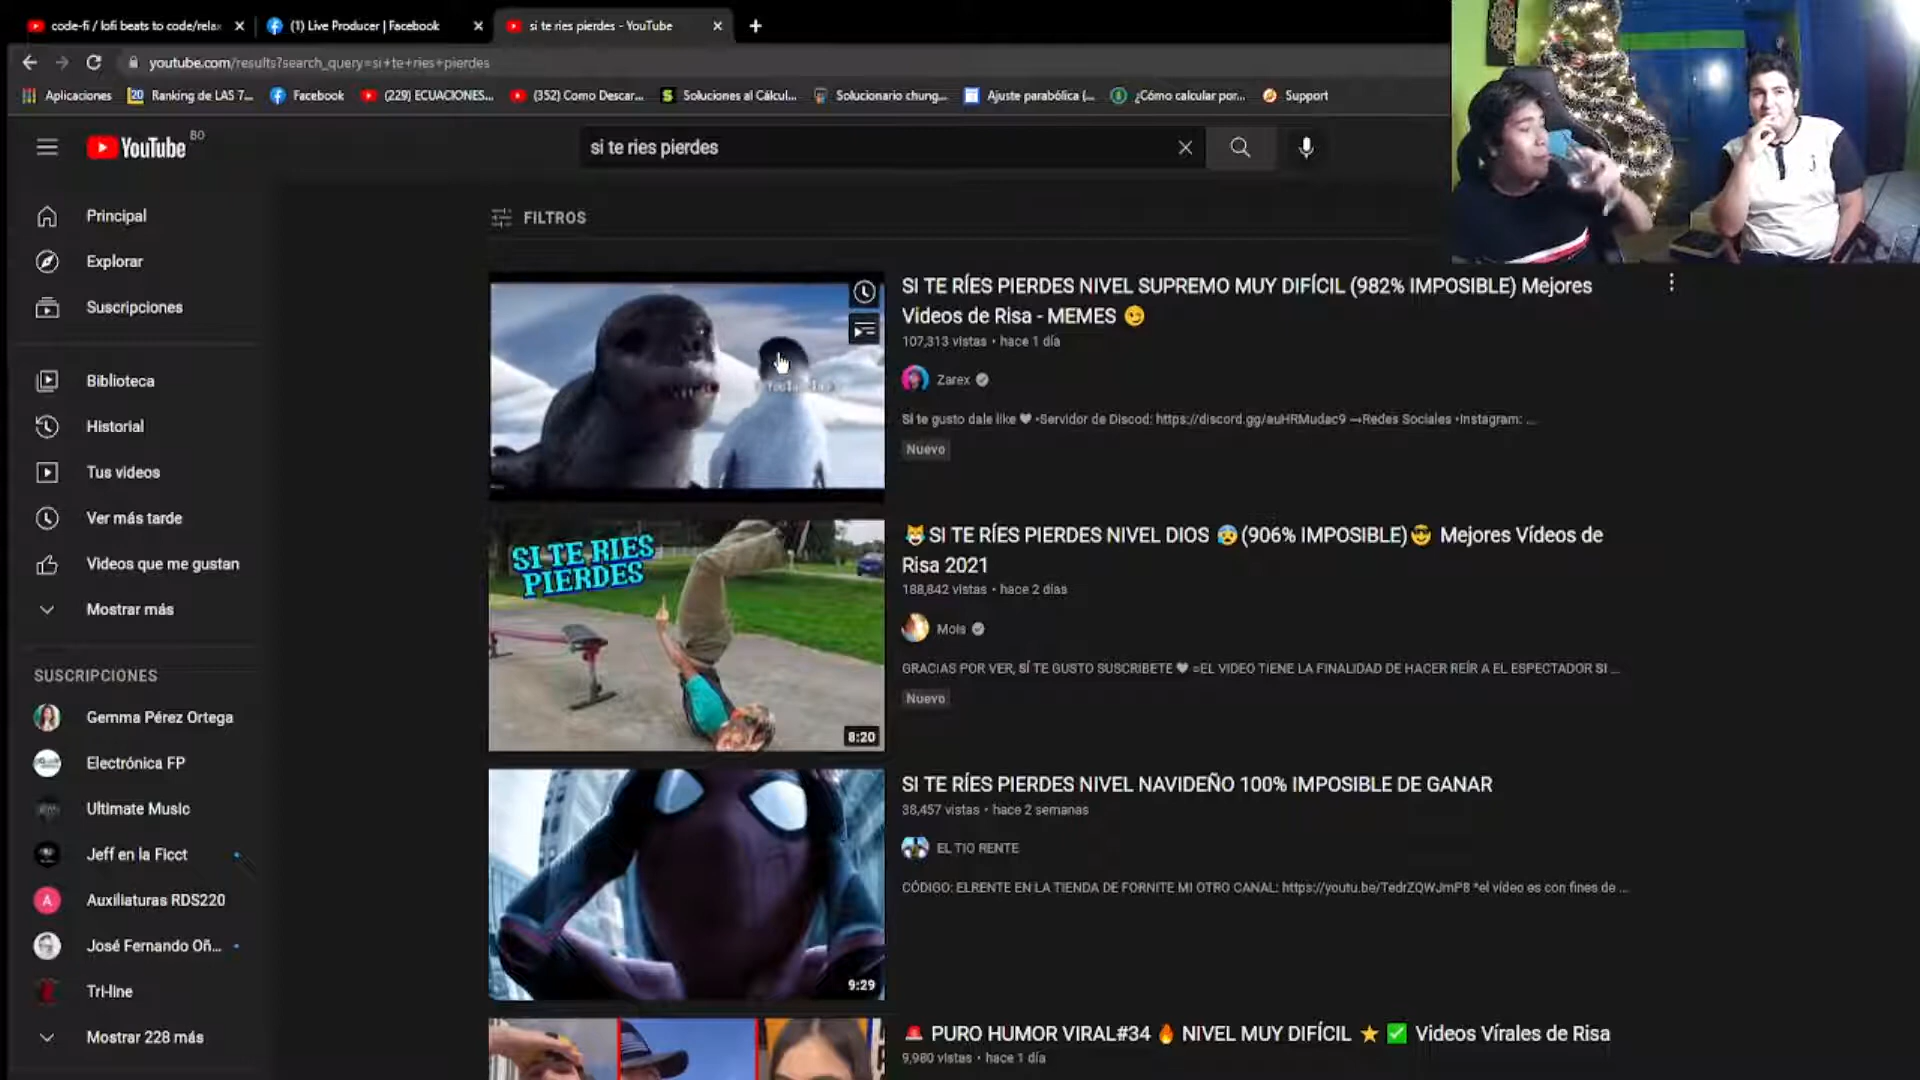 code-fi / lofi beats to code/relax
(1) Live Producer | Facebook
si te ries pierdes - YouTube
youtube.com/results?search_query=si+te+ries+pierdes
Aplicaciones
Ranking de LAS 7...
Facebook
(229) ECUACIONES...
(352) Como Descar...
Soluciones al Cálcul...
Solucionario chung...
Ajuste parabólica (...
¿Cómo calcular por...
Support
YouTube BO
si te ries pierdes
Principal
Explorar
Suscripciones
Biblioteca
Historial
Tus videos
Ver más tarde
Videos que me gustan
Mostrar más
SUSCRIPCIONES
Gemma Pérez Ortega
Electrónica FP
Ultimate Music
Jeff en la Ficct
A
Auxiliaturas RDS220
José Fernando Oñ...
Tri-line
Mostrar 228 más
FILTROS
SI TE RÍES PIERDES NIVEL SUPREMO MUY DIFÍCIL (982% IMPOSIBLE) Mejores
Videos de Risa - MEMES 😏
107,313 vistas • hace 1 día
Zarex
Si te gusto dale like ♥ •Servidor de Discod: https://discord.gg/auHRMudac9 —Redes Sociales •Instagram: ...
Nuevo
SI TE RIES
PIERDES
8:20
😹SI TE RÍES PIERDES NIVEL DIOS 😰(906% IMPOSIBLE)😎 Mejores Vídeos de
Risa 2021
188,842 vistas • hace 2 días
Mois
GRACIAS POR VER, SÍ TE GUSTO SUSCRIBETE ♥ =EL VIDEO TIENE LA FINALIDAD DE HACER REÍR A EL ESPECTADOR SI ...
Nuevo
9:29
SI TE RÍES PIERDES NIVEL NAVIDEÑO 100% IMPOSIBLE DE GANAR
38,457 vistas • hace 2 semanas
EL TIO RENTE
CÓDIGO: ELRENTE EN LA TIENDA DE FORNITE MI OTRO CANAL: https://youtu.be/TedrZQWJmP8 *el vídeo es con fines de ...
🚨 PURO HUMOR VIRAL#34 🔥 NIVEL MUY DIFÍCIL ⭐ ✅ Videos Vírales de Risa
9,980 vistas • hace 1 día